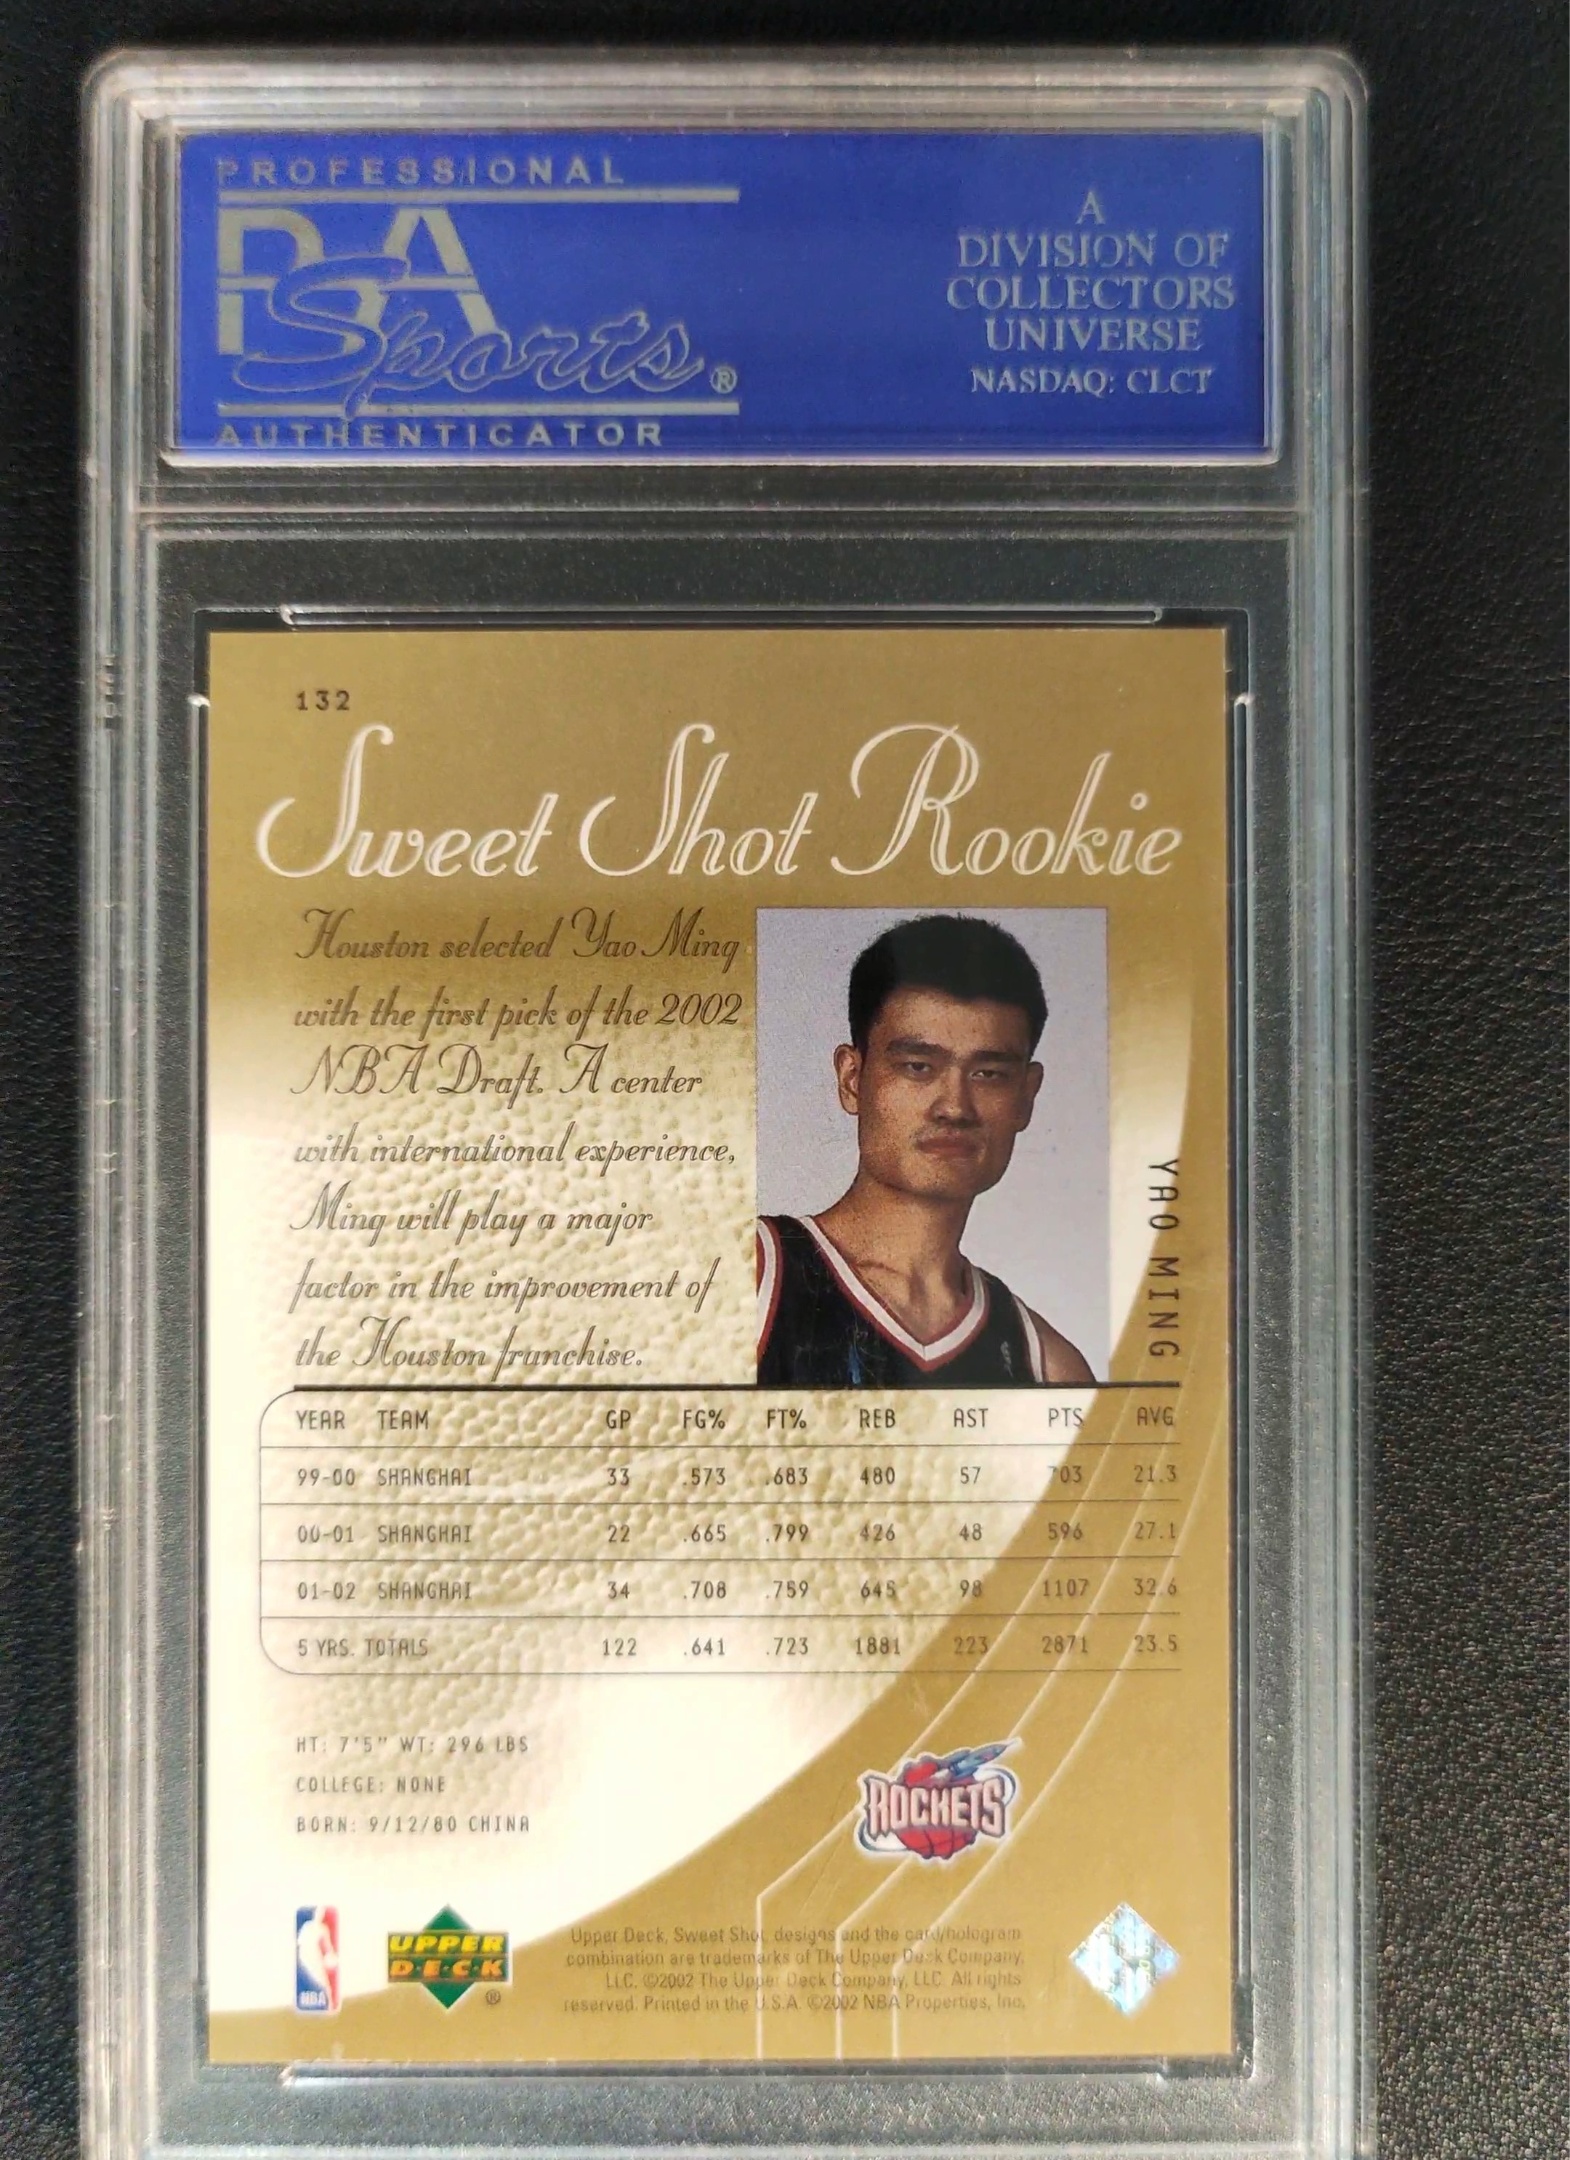 PROFESSIONAL
PSA
Sports®
AUTHENTICATOR
A
DIVISION OF
COLLECTORS
UNIVERSE
NASDAQ: CLCT
132
Sweet Shot Rookie
Houston selected Yao Ming
with the first pick of the 2002
NBA Draft. A center
with international experience,
Ming will play a major
factor in the improvement of
the Houston franchise.
YAO MING
YEAR TEAM GP FG% FT% REB AST PTS AVG
99-00 SHANGHAI 33 .573 .683 480 57 703 21.3
00-01 SHANGHAI 22 .665 .799 426 48 596 27.1
01-02 SHANGHAI 34 .708 .759 645 98 1107 32.6
5 YRS. TOTALS 122 .641 .723 1881 223 2871 23.5
HT: 7'5" WT: 296 LBS
COLLEGE: NONE
BORN: 9/12/80 CHINA
ROCKETS
NBA
UPPER
DECK
®
Upper Deck, Sweet Shot, designs and the card/hologram
combination are trademarks of The Upper Deck Company,
LLC. ©2002 The Upper Deck Company, LLC. All rights
reserved. Printed in the U.S.A. ©2002 NBA Properties, Inc.